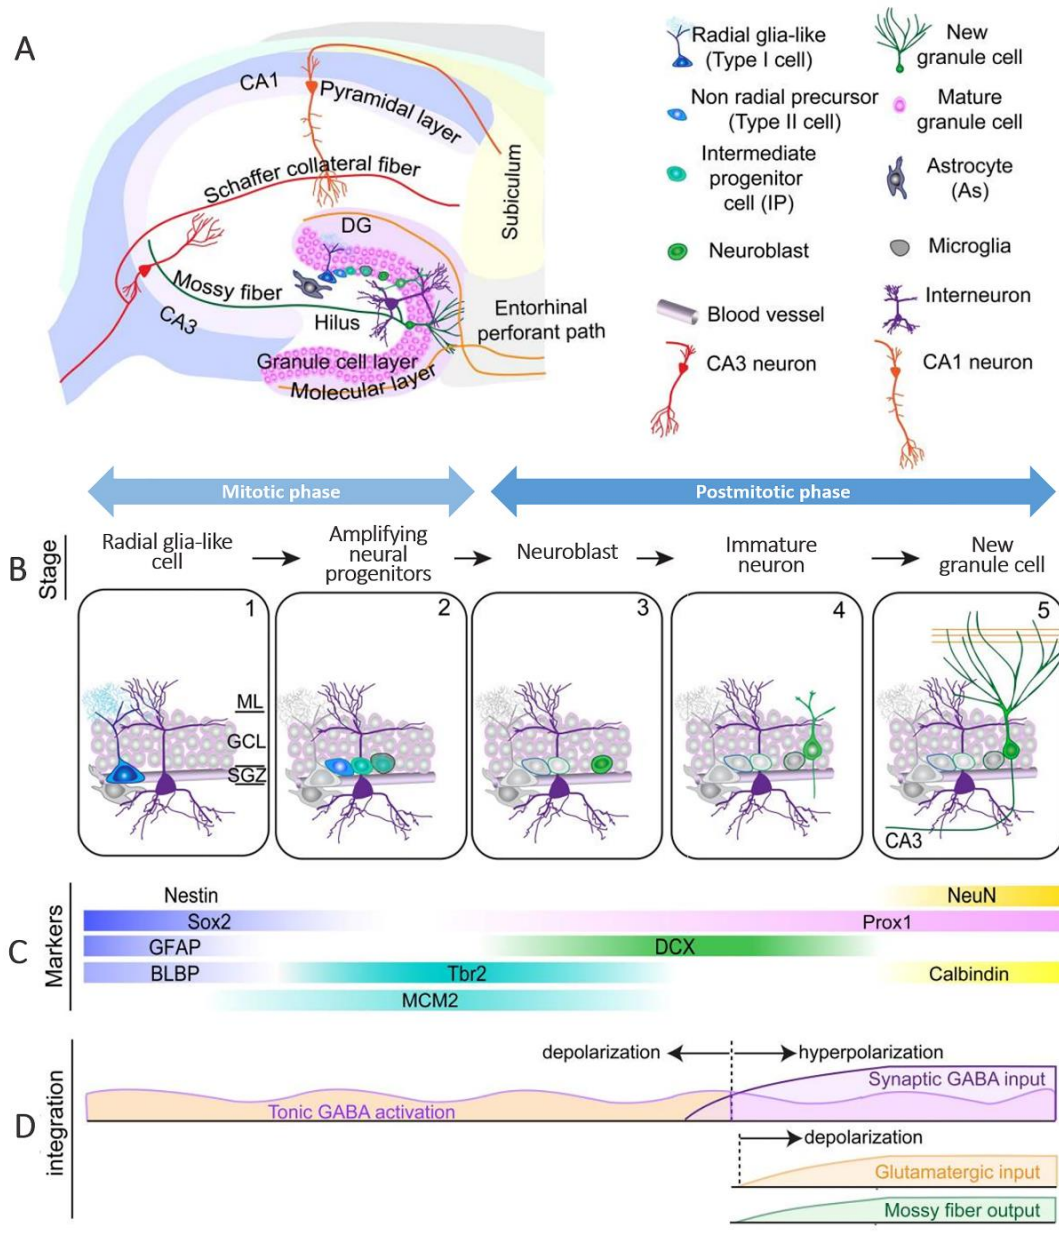 A
CA1
Pyramidal layer
Schaffer collateral fiber
Subiculum
DG
Mossy fiber
CA3
Hilus
Entorhinal
perforant path
Granule cell layer
Molecular layer
Radial glia-like
(Type I cell)
New
granule cell
Non radial precursor
(Type II cell)
Mature
granule cell
Intermediate
progenitor
cell (IP)
Astrocyte
(As)
Neuroblast
Microglia
Blood vessel
Interneuron
CA3 neuron
CA1 neuron
Mitotic phase
Postmitotic phase
B
Stage
Radial glia-like
cell
Amplifying
neural
progenitors
Neuroblast
Immature
neuron
New
granule cell
1
2
3
4
5
ML
GCL
SGZ
CA3
C
Markers
Nestin
NeuN
Sox2
Prox1
GFAP
DCX
BLBP
Tbr2
Calbindin
MCM2
D
integration
depolarization
hyperpolarization
Synaptic GABA input
Tonic GABA activation
depolarization
Glutamatergic input
Mossy fiber output